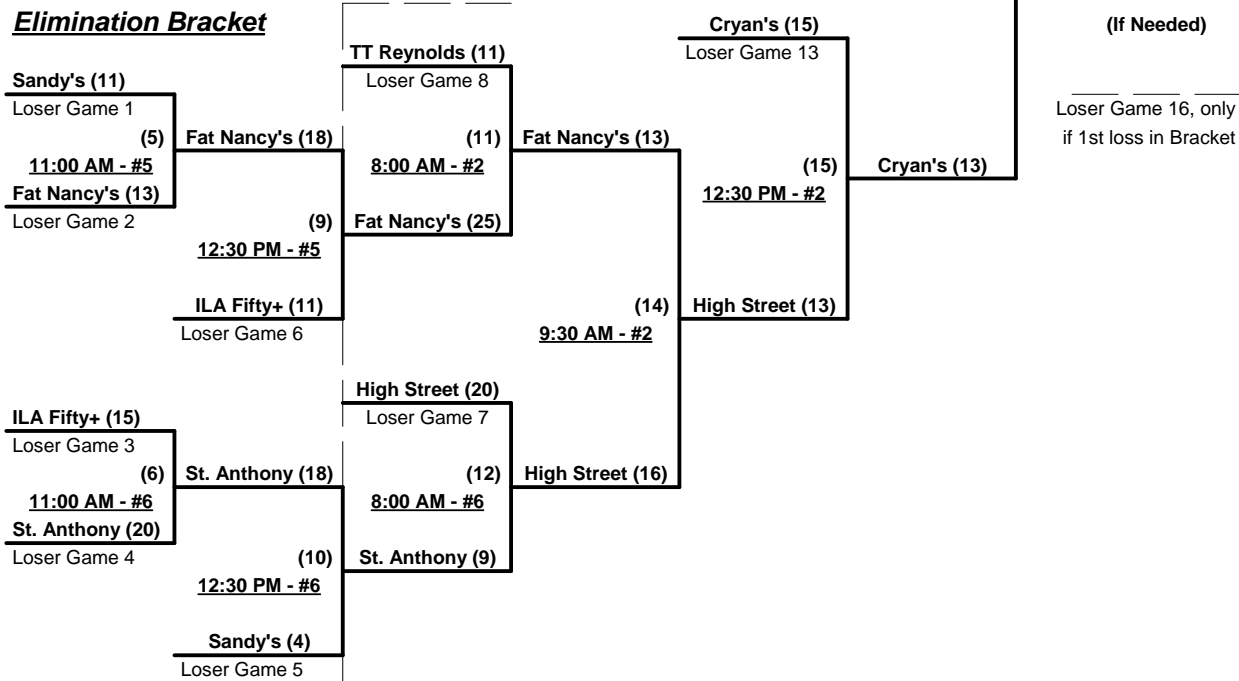 Elimination Bracket
Cryan's (15)
(If Needed)
TT Reynolds (11)
Loser Game 13
Sandy's (11)
Loser Game 8
Loser Game 1
Loser Game 16, only
(5)
Fat Nancy's (18)
(11)
Fat Nancy's (13)
if 1st loss in Bracket
11:00 AM - #5
8:00 AM - #2
(15)
Cryan's (13)
Fat Nancy's (13)
12:30 PM - #2
Loser Game 2
(9)
Fat Nancy's (25)
12:30 PM - #5
ILA Fifty+ (11)
(14)
High Street (13)
Loser Game 6
9:30 AM - #2
High Street (20)
ILA Fifty+ (15)
Loser Game 7
Loser Game 3
(6)
St. Anthony (18)
(12)
High Street (16)
11:00 AM - #6
8:00 AM - #6
St. Anthony (20)
Loser Game 4
(10)
St. Anthony (9)
12:30 PM - #6
Sandy's (4)
Loser Game 5